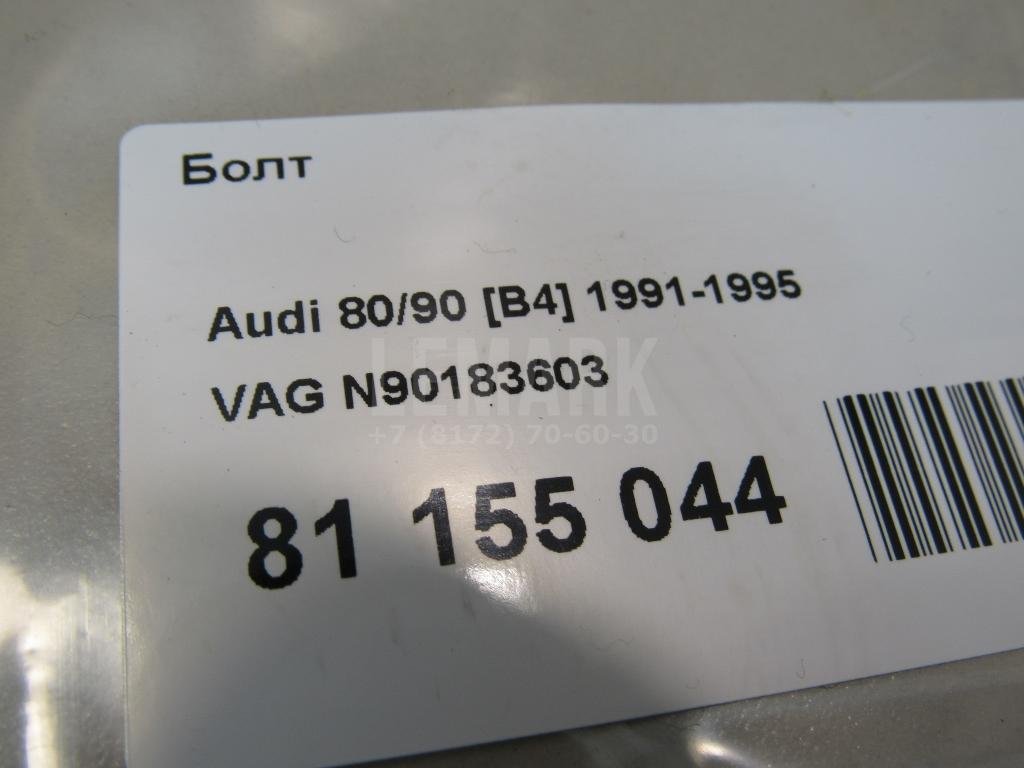 Болт
Audi 80/90 [B4] 1991-1995
VAG N90183603
LEMARK
+7 (8172) 70-60-30
81 155 044